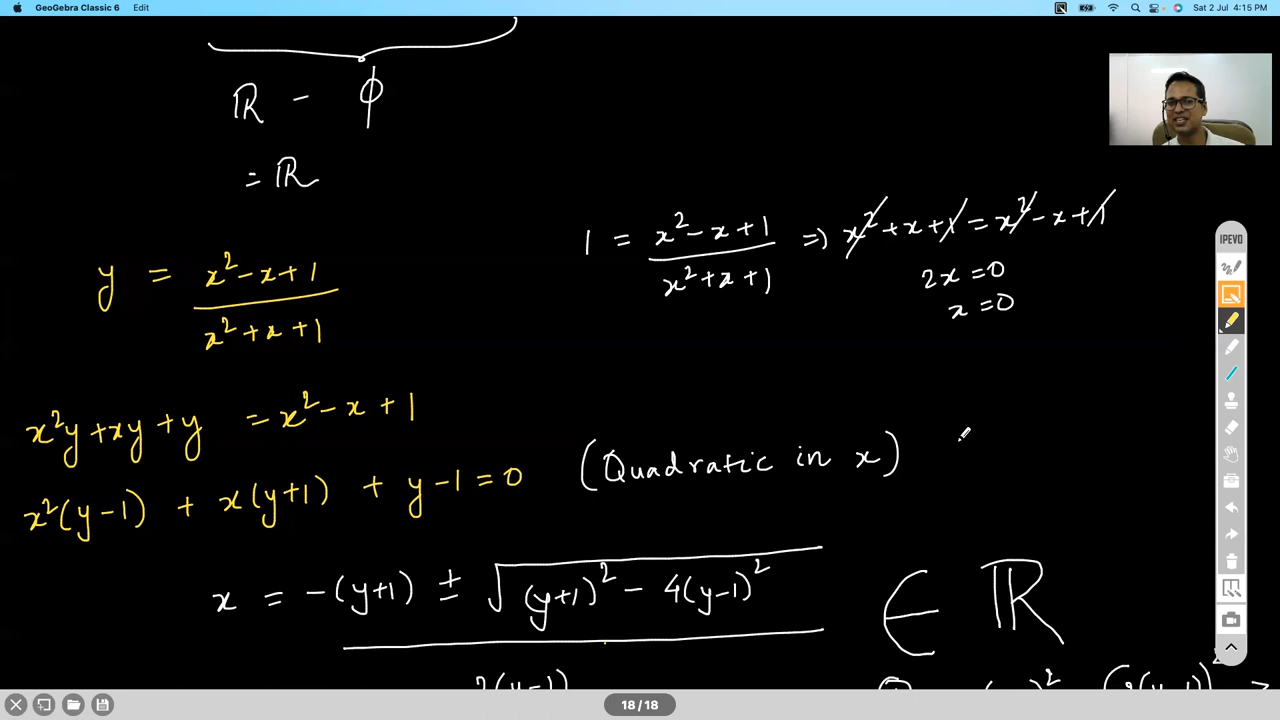 GeoGebra Classic 6 Edit Sat 2 Jul 4:15 PM
ℝ - φ
= ℝ
1 = (x² - x + 1)/(x² + x + 1) ⇒ x² + x + 1 = x² - x + 1
2x = 0
x = 0
IPEVO
y = (x² - x + 1)/(x² + x + 1)
x²y + xy + y = x² - x + 1
x²(y-1) + x(y+1) + y-1 = 0 (Quadratic in x)
x = -(y+1) ± √((y+1)² - 4(y-1)²) ∈ ℝ
2(y-1)
18/18